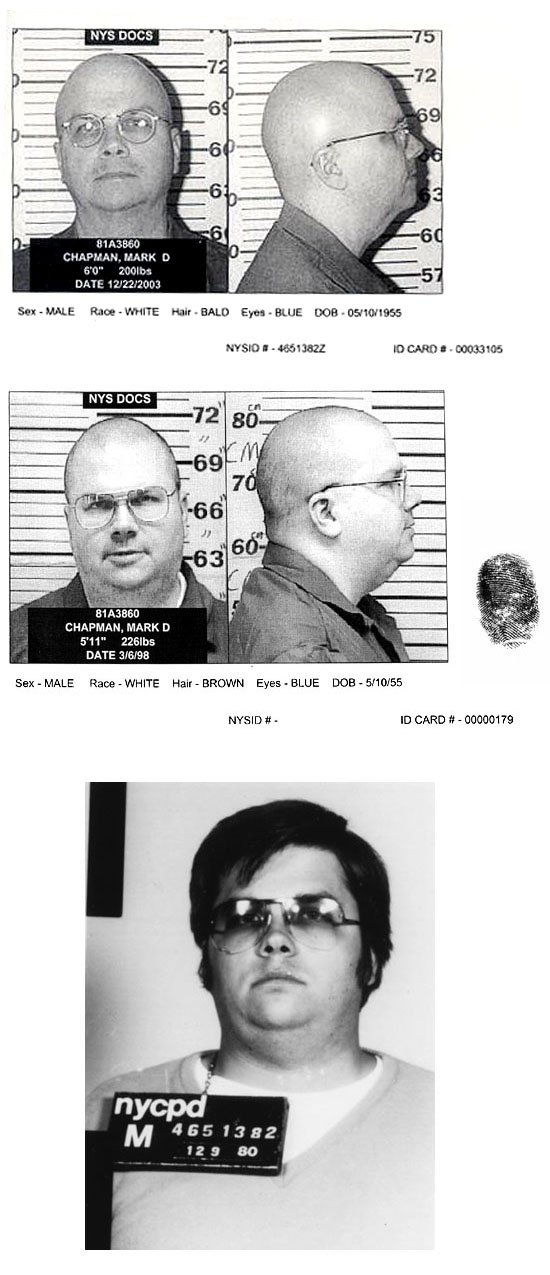 NYS DOCS
75
72
72
69
69
66
66
63
63
60
57
81A3860
CHAPMAN, MARK D
6'0" 200lbs
DATE 12/22/2003
Sex - MALE Race - WHITE Hair - BALD Eyes - BLUE DOB - 05/10/1955
NYSID # - 4651382Z ID CARD # - 00033105
NYS DOCS
72"
80 cm
69"
CM
70
66
60 cm
63
81A3860
CHAPMAN, MARK D
5'11" 226lbs
DATE 3/6/98
Sex - MALE Race - WHITE Hair - BROWN Eyes - BLUE DOB - 5/10/55
NYSID # - ID CARD # - 00000179
nycpd
M 4651382
12 9 80